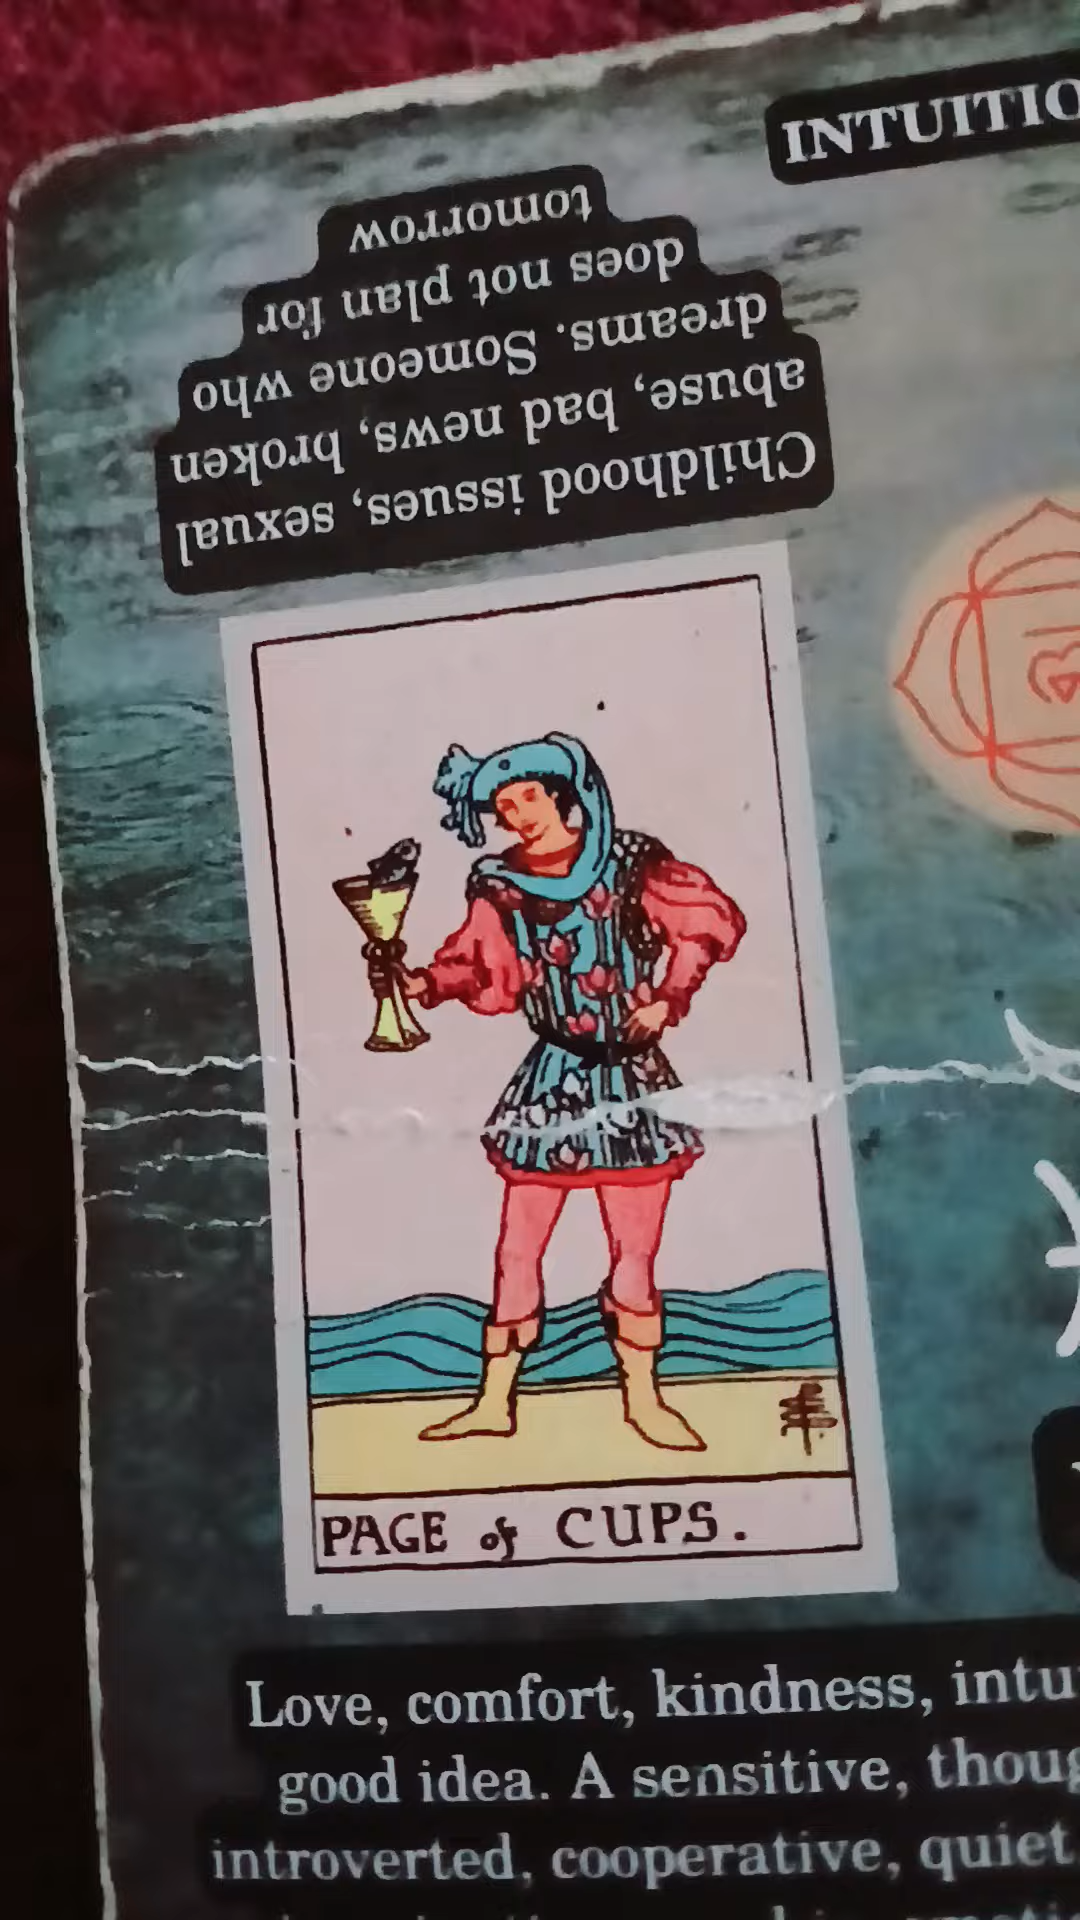 INTUITIO
Childhood issues, sexual
abuse, bad news, broken
dreams. Someone who
does not plan for
tomorrow
PAGE of CUPS.
Love, comfort, kindness, intu
good idea. A sensitive, thoug
introverted, cooperative, quiet